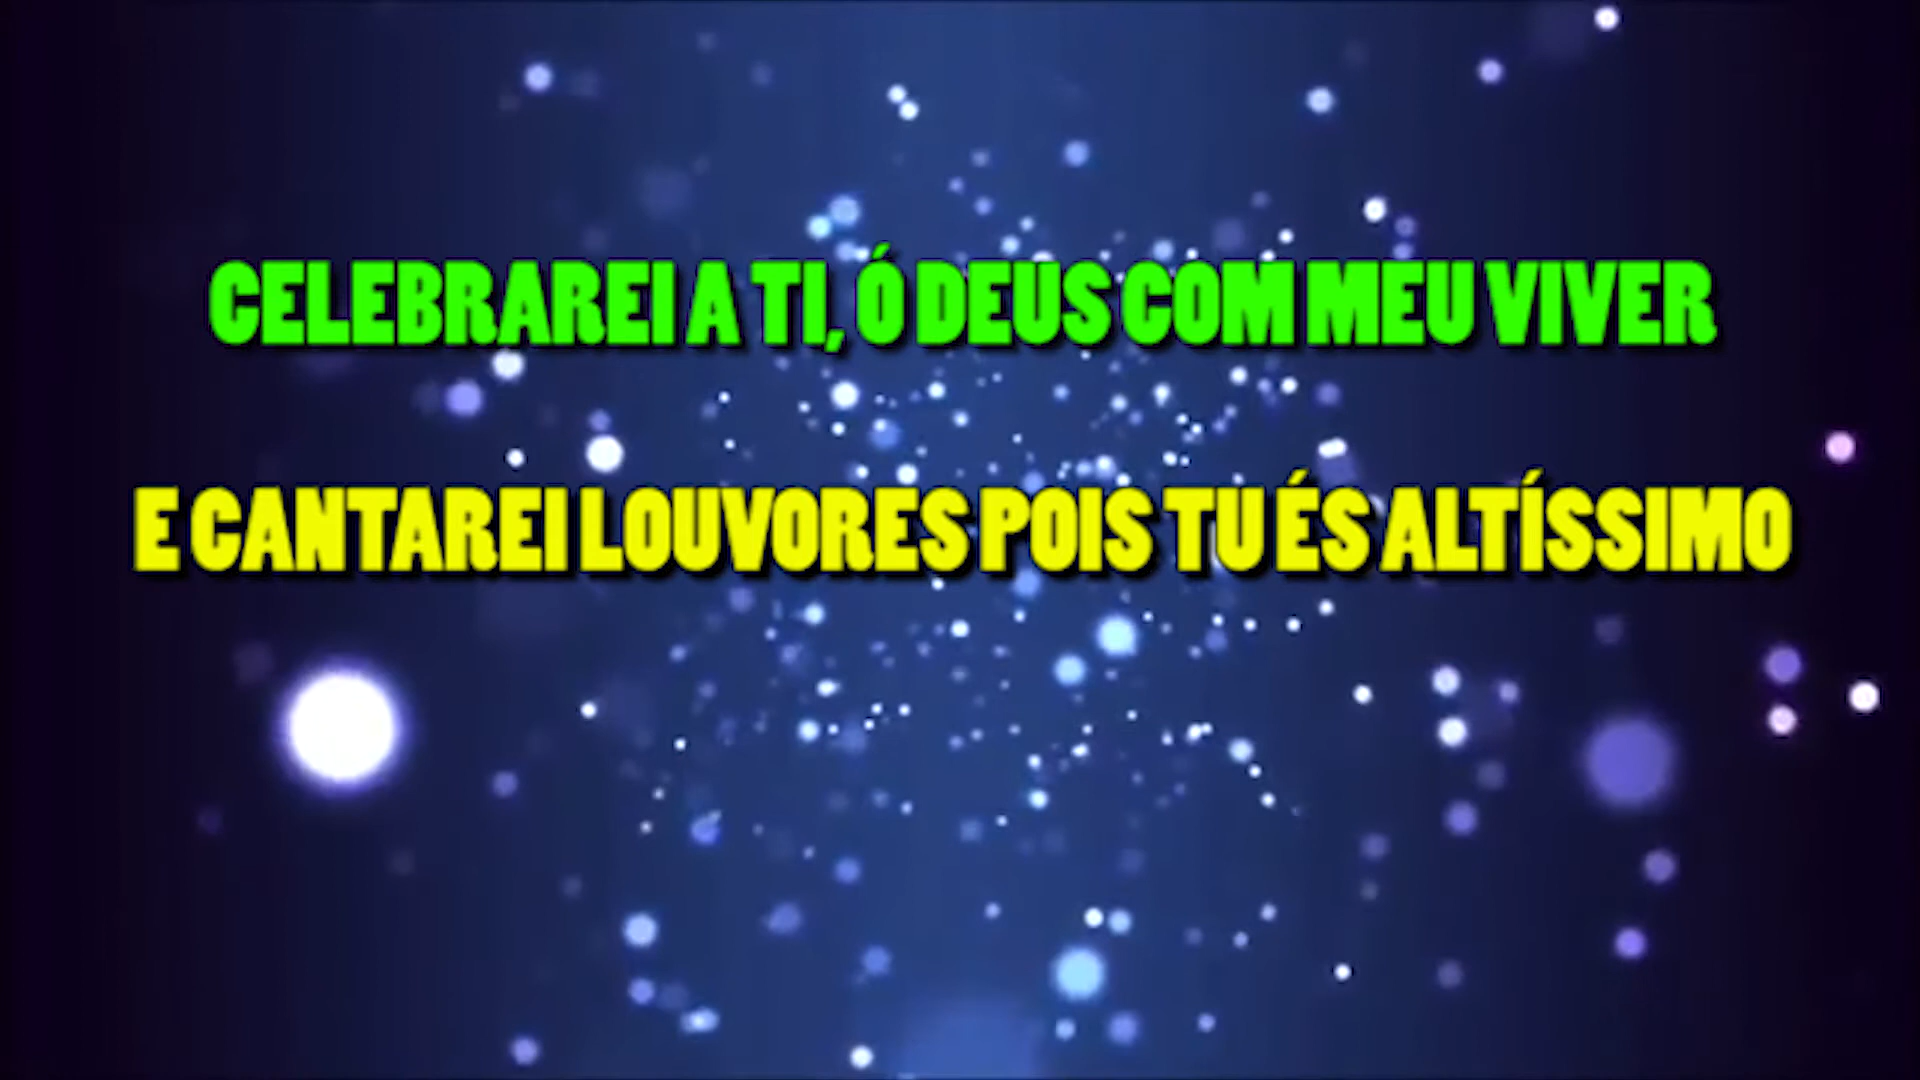 CELEBRAREI A TI, Ó DEUS COM MEU VIVER
E CANTAREI LOUVORES POIS TU ÉS ALTÍSSIMO